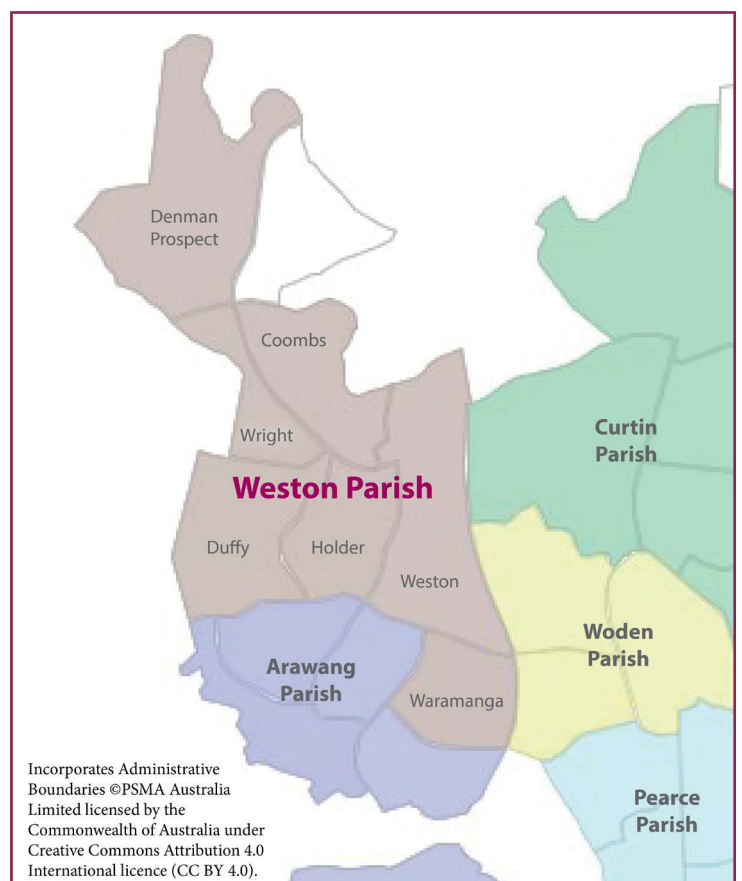 Denman
Prospect
Coombs
Curtin
Parish
Wright
Weston Parish
Duffy
Holder
Weston
Woden
Parish
Arawang
Parish
Waramanga
Incorporates Administrative
Boundaries ©PSMA Australia
Limited licensed by the
Commonwealth of Australia under
Creative Commons Attribution 4.0
International licence (CC BY 4.0).
Pearce
Parish